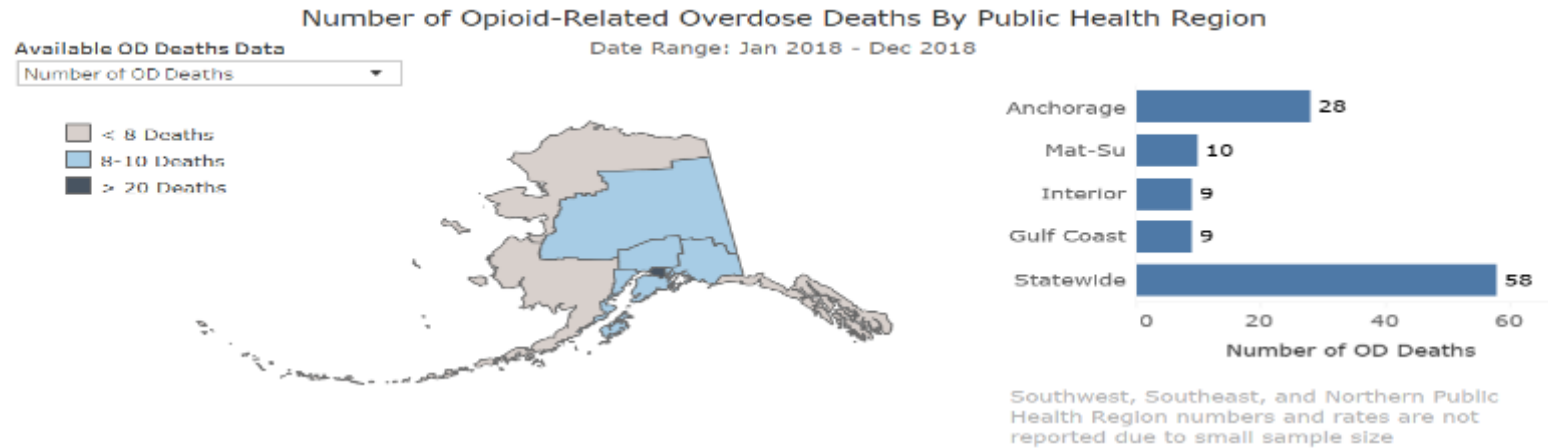 Number of Opioid-Related Overdose Deaths By Public Health Region
Available OD Deaths Data
Date Range: Jan 2018 - Dec 2018
Number of OD Deaths
< 8 Deaths
8-10 Deaths
> 20 Deaths
Anchorage 28
Mat-Su 10
Interior 9
Gulf Coast 9
Statewide 58
0 20 40 60
Number of OD Deaths
Southwest, Southeast, and Northern Public
Health Region numbers and rates are not
reported due to small sample size